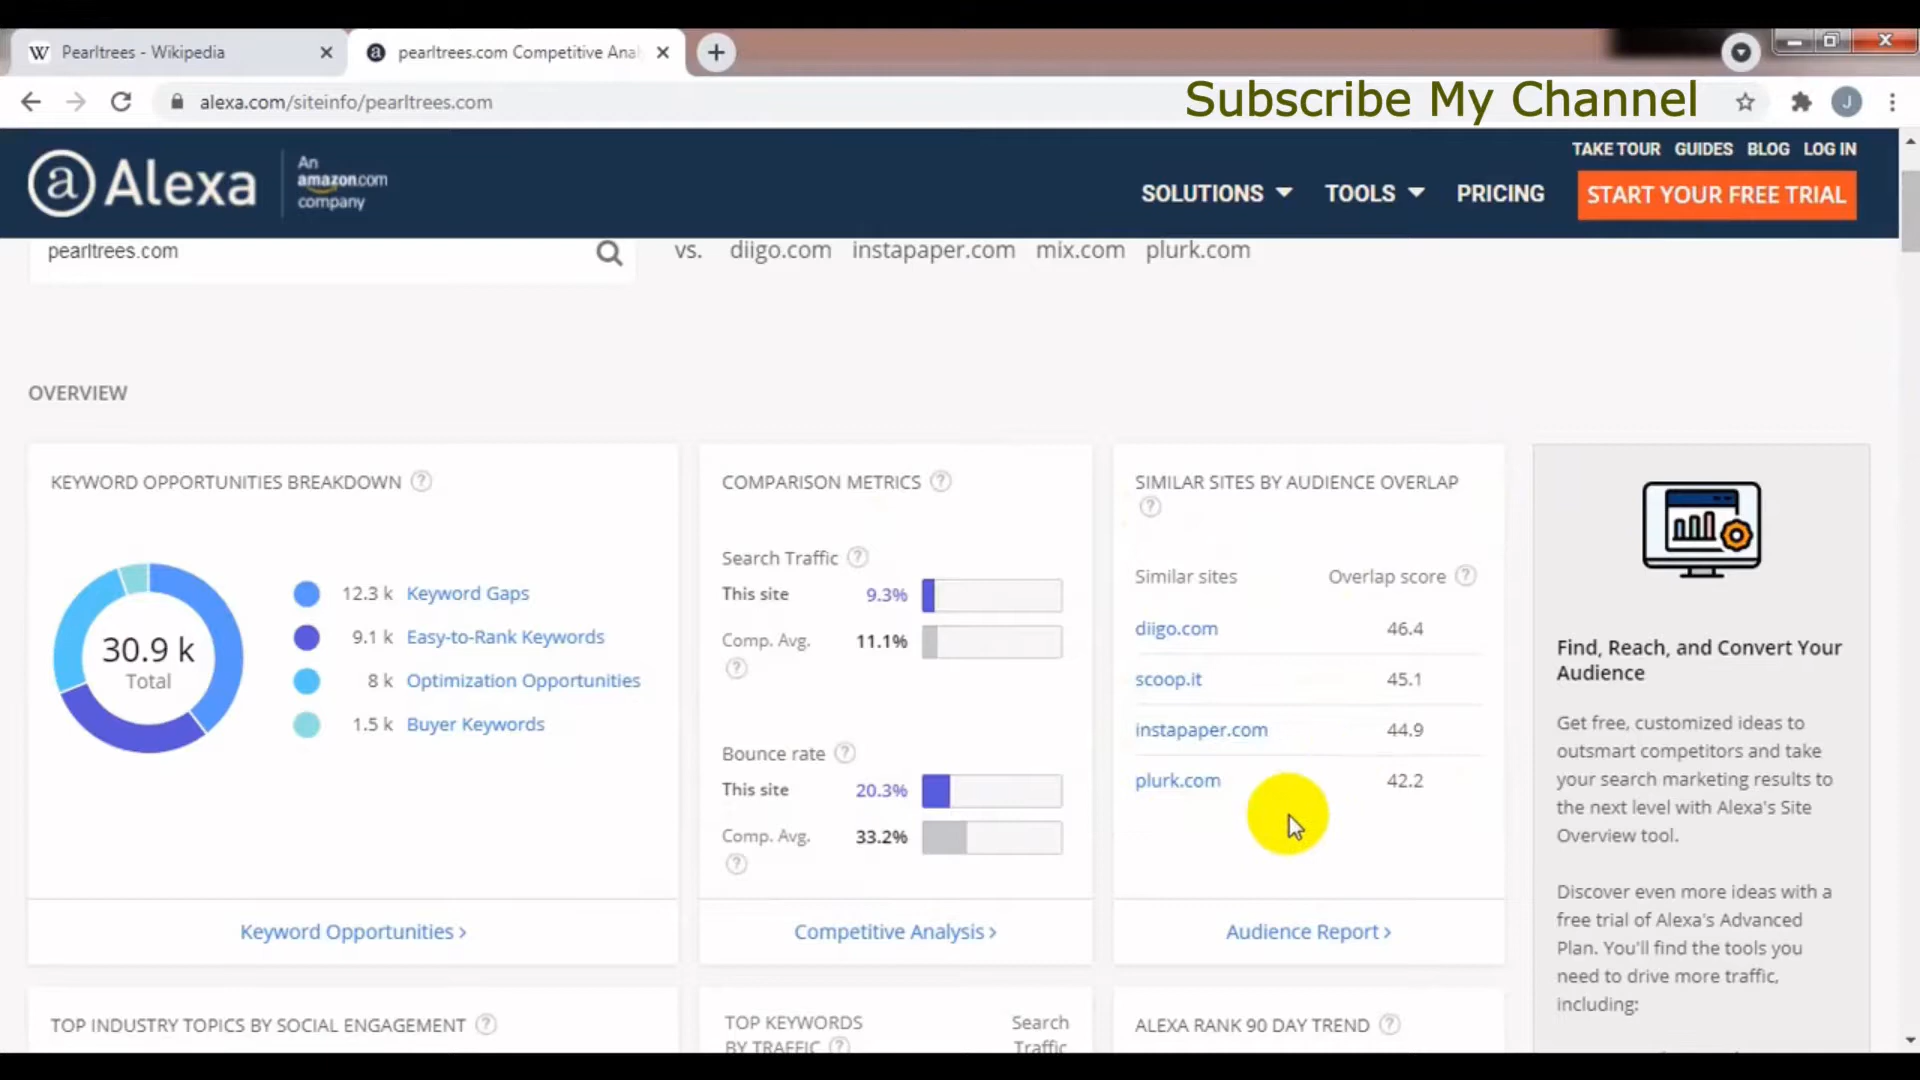 Pearltrees - Wikipedia
pearltrees.com Competitive Ana
alexa.com/siteinfo/pearltrees.com
Subscribe My Channel
J
TAKE TOUR GUIDES BLOG LOG IN
a Alexa
An
amazon.com
company
SOLUTIONS TOOLS PRICING START YOUR FREE TRIAL
pearltrees.com
vs. diigo.com instapaper.com mix.com plurk.com
OVERVIEW
KEYWORD OPPORTUNITIES BREAKDOWN ?
30.9 k
Total
12.3 k Keyword Gaps
9.1 k Easy-to-Rank Keywords
8 k Optimization Opportunities
1.5 k Buyer Keywords
Keyword Opportunities >
COMPARISON METRICS ?
Search Traffic ?
This site 9.3%
Comp. Avg. 11.1%
?
Bounce rate ?
This site 20.3%
Comp. Avg. 33.2%
?
Competitive Analysis >
SIMILAR SITES BY AUDIENCE OVERLAP
?
Similar sites Overlap score ?
diigo.com 46.4
scoop.it 45.1
instapaper.com 44.9
plurk.com 42.2
Audience Report >
Find, Reach, and Convert Your
Audience
Get free, customized ideas to
outsmart competitors and take
your search marketing results to
the next level with Alexa's Site
Overview tool.
Discover even more ideas with a
free trial of Alexa's Advanced
Plan. You'll find the tools you
need to drive more traffic,
including:
TOP INDUSTRY TOPICS BY SOCIAL ENGAGEMENT ?
TOP KEYWORDS
BY TRAFFIC ?
Search
Traffic
ALEXA RANK 90 DAY TREND ?